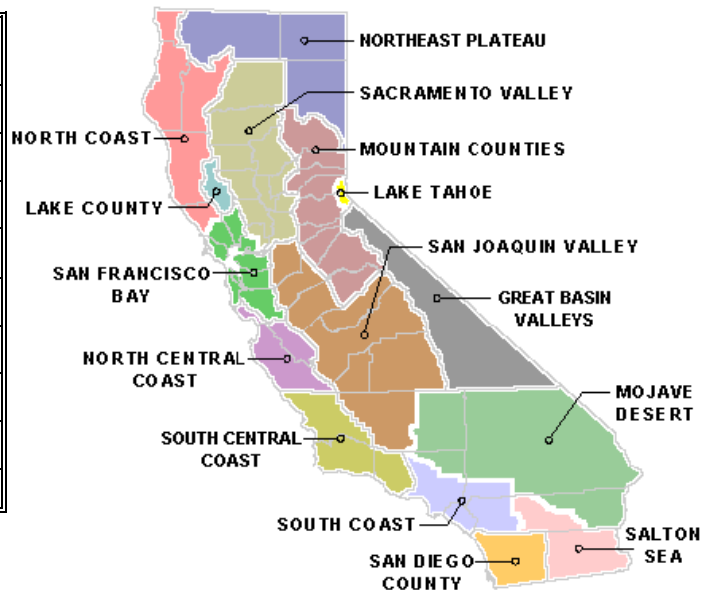 NORTHEAST PLATEAU
SACRAMENTO VALLEY
NORTH COAST
MOUNTAIN COUNTIES
LAKE TAHOE
LAKE COUNTY
SAN JOAQUIN VALLEY
SAN FRANCISCO
BAY
GREAT BASIN
VALLEYS
NORTH CENTRAL
COAST
MOJAVE
DESERT
SOUTH CENTRAL
COAST
SOUTH COAST
SALTON
SEA
SAN DIEGO
COUNTY